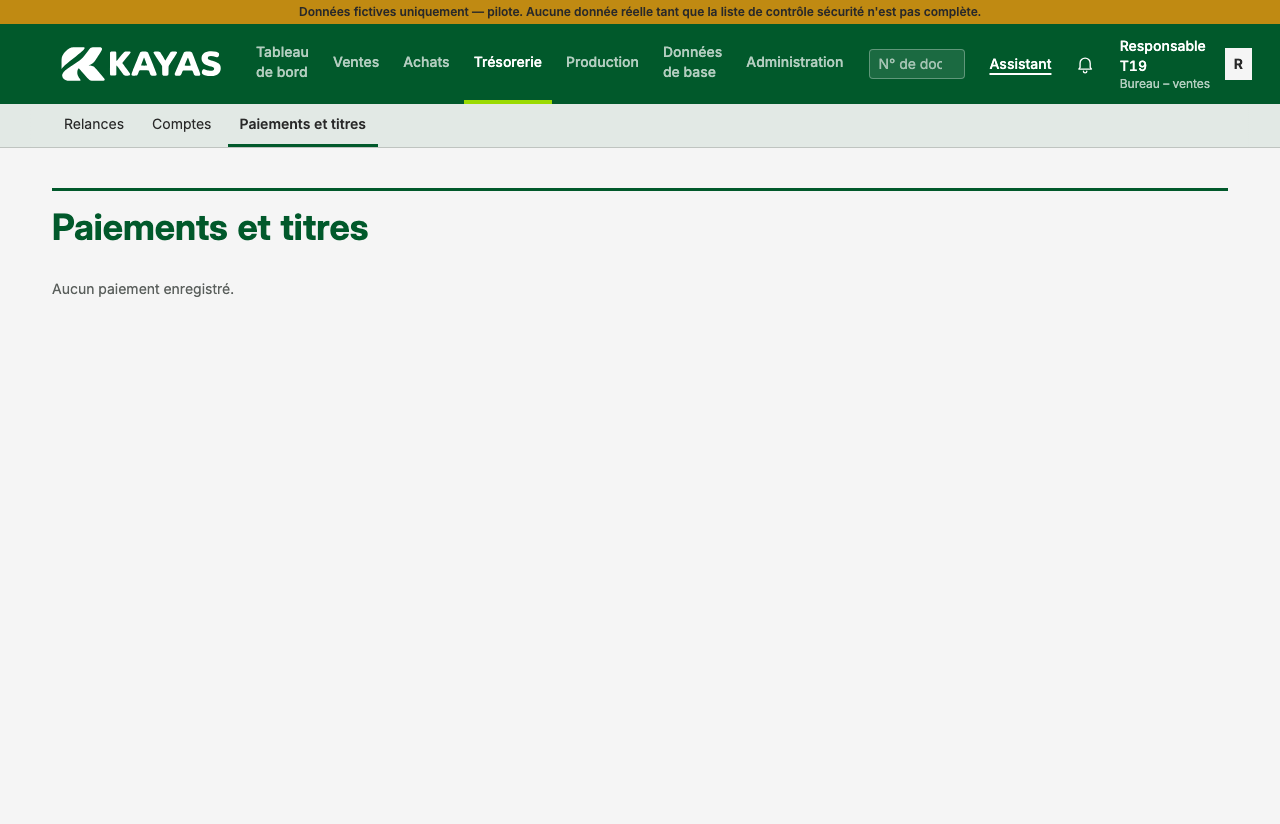 Données fictives uniquement — pilote. Aucune donnée réelle tant que la liste de contrôle sécurité n'est pas complète.
KAYAS
Tableau
de bord
Ventes
Achats
Trésorerie
Production
Données
de base
Administration
N° de doc
Assistant
Responsable
T19
Bureau – ventes
R
Relances
Comptes
Paiements et titres
Paiements et titres
Aucun paiement enregistré.